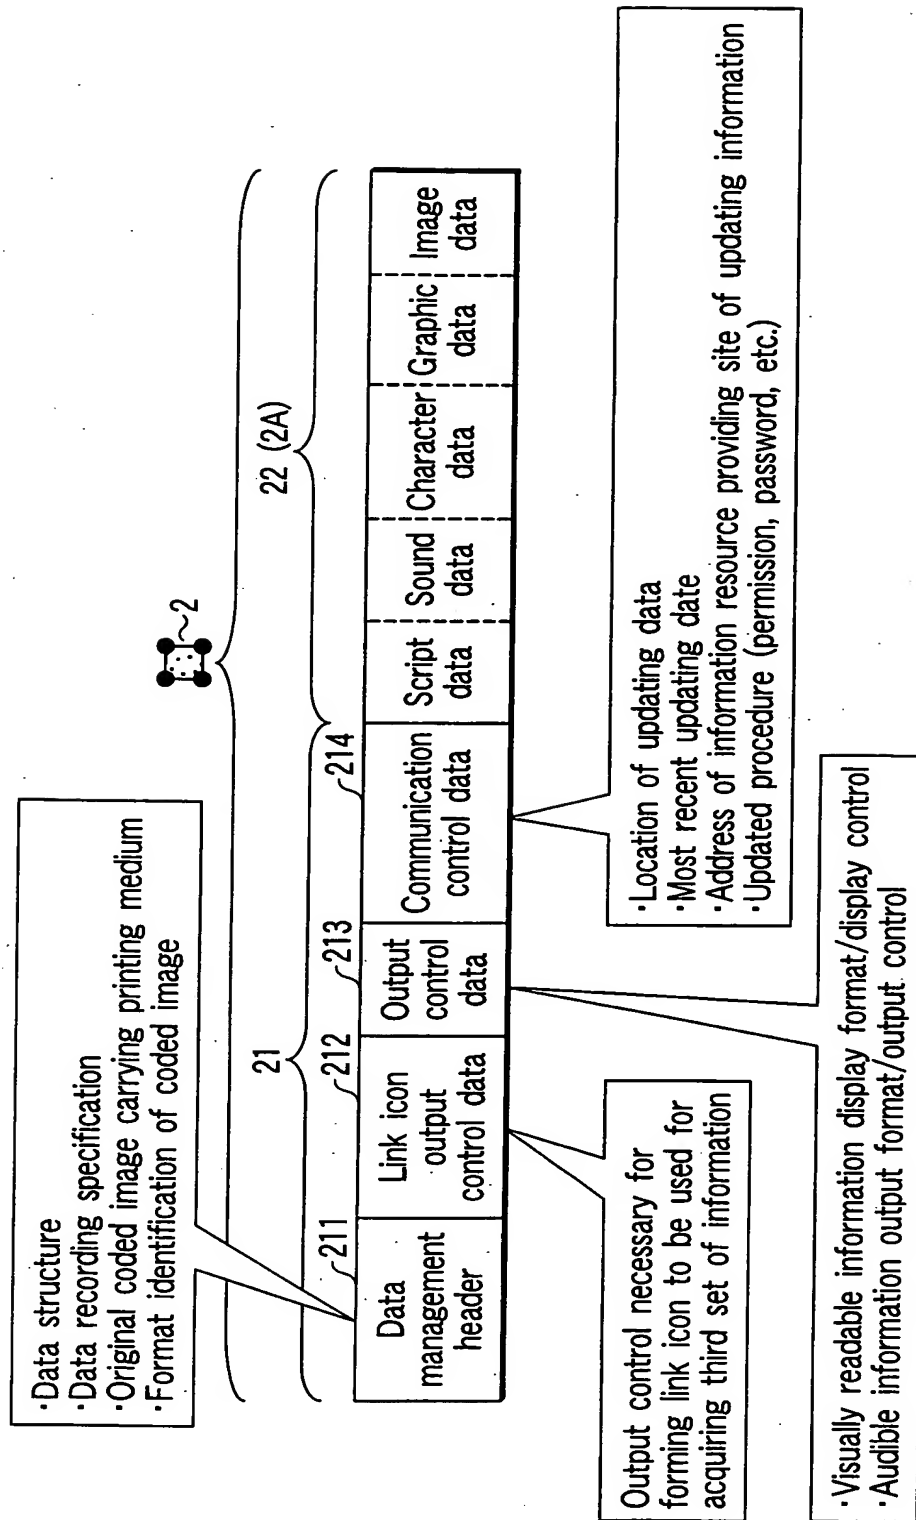 ·Data structure
·Data recording specification
·Original coded image carrying printing medium
·Format identification of coded image
2
21
22 (2A)
211
212
213
214
Data
management
header
Link icon
output
control data
Output
control
data
Communication
control data
Script
data
Sound
data
Character
data
Graphic
data
Image
data
Output control necessary for
forming link icon to be used for
acquiring third set of information
·Location of updating data
·Most recent updating date
·Address of information resource providing site of updating information
·Updated procedure (permission, password, etc.)
·Visually readable information display format/display control
·Audible information output format/output control